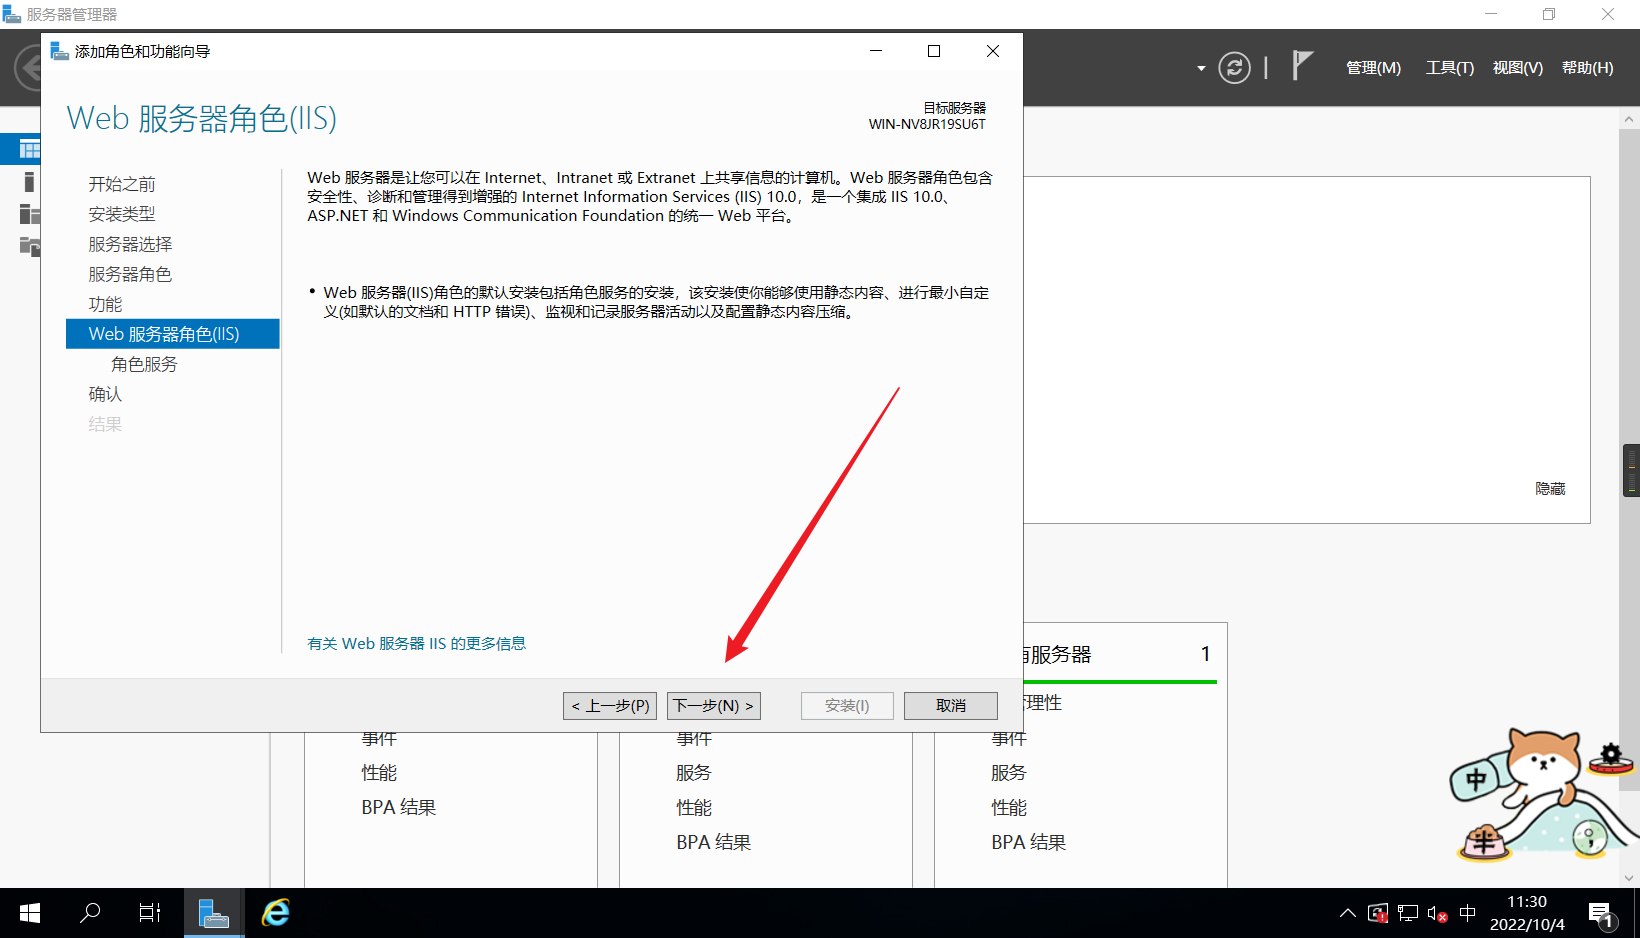 服务器管理器
添加角色和功能向导
管理(M) 工具(T) 视图(V) 帮助(H)
Web 服务器角色(IIS)
目标服务器
WIN-NV8JR19SU6T
开始之前
安装类型
服务器选择
服务器角色
功能
Web 服务器角色(IIS)
角色服务
确认
结果
Web 服务器是让您可以在 Internet、Intranet 或 Extranet 上共享信息的计算机。Web 服务器角色包含
安全性、诊断和管理得到增强的 Internet Information Services (IIS) 10.0，是一个集成 IIS 10.0、
ASP.NET 和 Windows Communication Foundation 的统一 Web 平台。
• Web 服务器(IIS)角色的默认安装包括角色服务的安装，该安装使你能够使用静态内容、进行最小自定
义(如默认的文档和 HTTP 错误)、监视和记录服务器活动以及配置静态内容压缩。
有关 Web 服务器 IIS 的更多信息
< 上一步(P) 下一步(N) > 安装(I) 取消
隐藏
服务器 1
理性
事件
性能
BPA 结果
事件
服务
性能
BPA 结果
事件
服务
性能
BPA 结果
中
半
中
11:30
2022/10/4
1